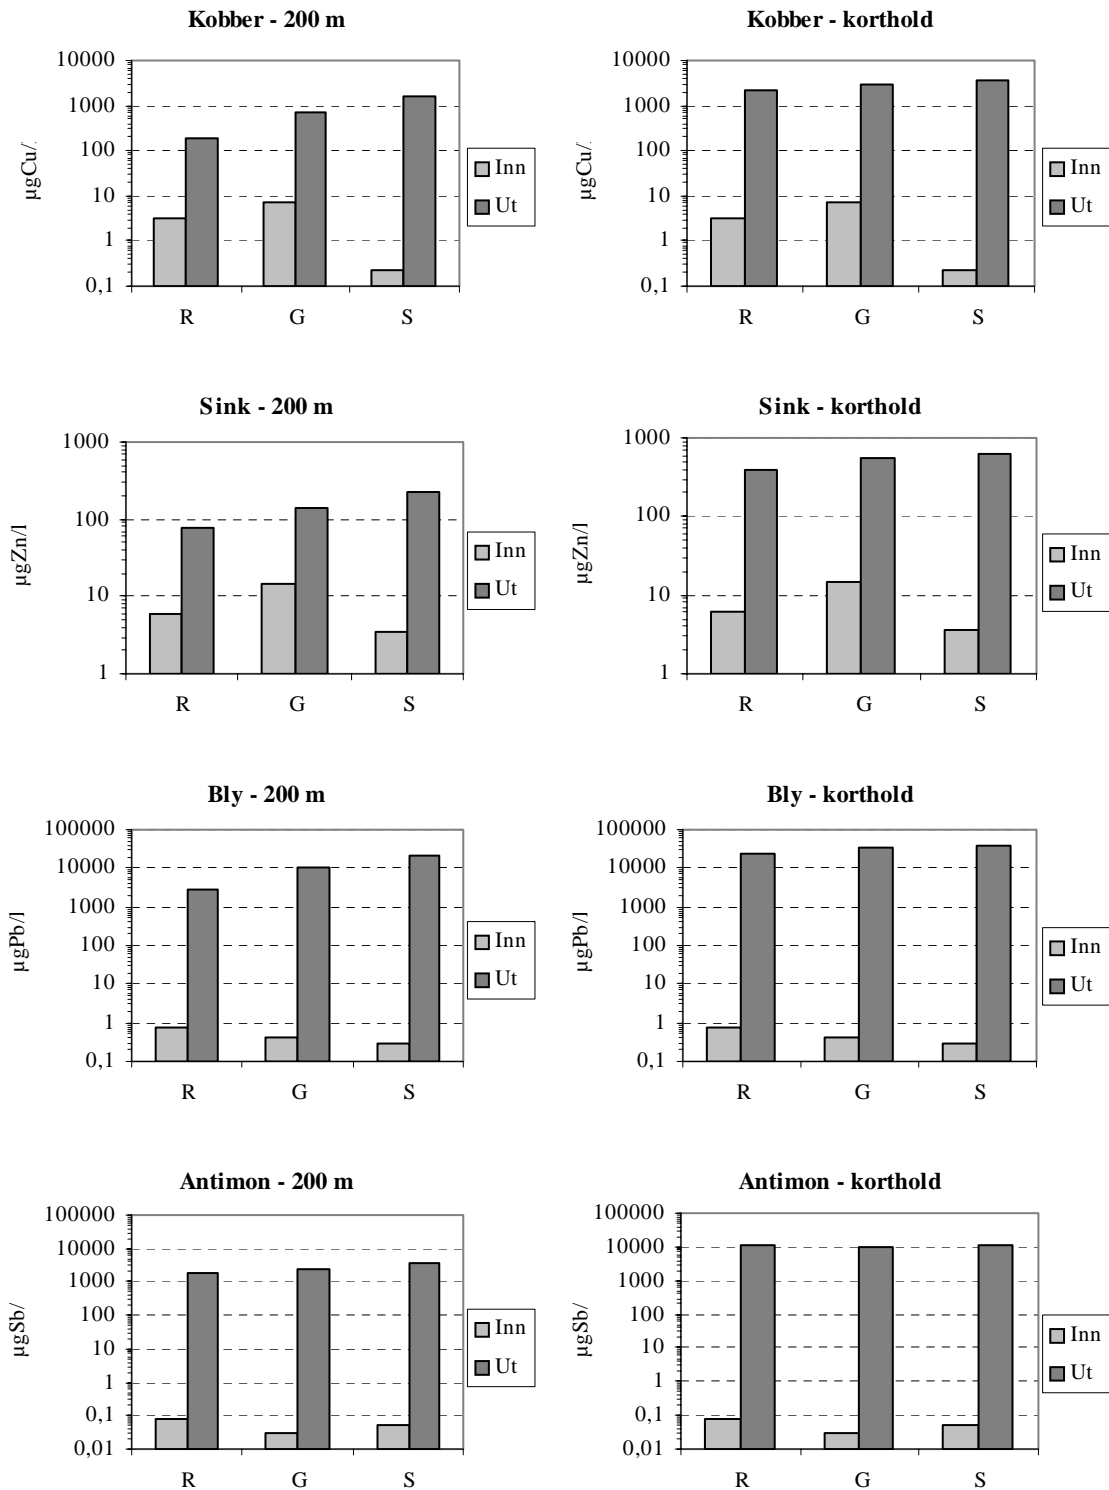 Kobber - 200 m
10000
1000
100
10
1
0,1
µgCu/
R G S
Inn
Ut
Kobber - korthold
10000
1000
100
10
1
0,1
µgCu/
R G S
Inn
Ut
Sink - 200 m
1000
100
10
1
µgZn/l
R G S
Inn
Ut
Sink - korthold
1000
100
10
1
µgZn/l
R G S
Inn
Ut
Bly - 200 m
100000
10000
1000
100
10
1
0,1
µgPb/l
R G S
Inn
Ut
Bly - korthold
100000
10000
1000
100
10
1
0,1
µgPb/l
R G S
Inn
Ut
Antimon - 200 m
100000
10000
1000
100
10
1
0,1
0,01
µgSb/
R G S
Inn
Ut
Antimon - korthold
100000
10000
1000
100
10
1
0,1
0,01
µgSb/
R G S
Inn
Ut